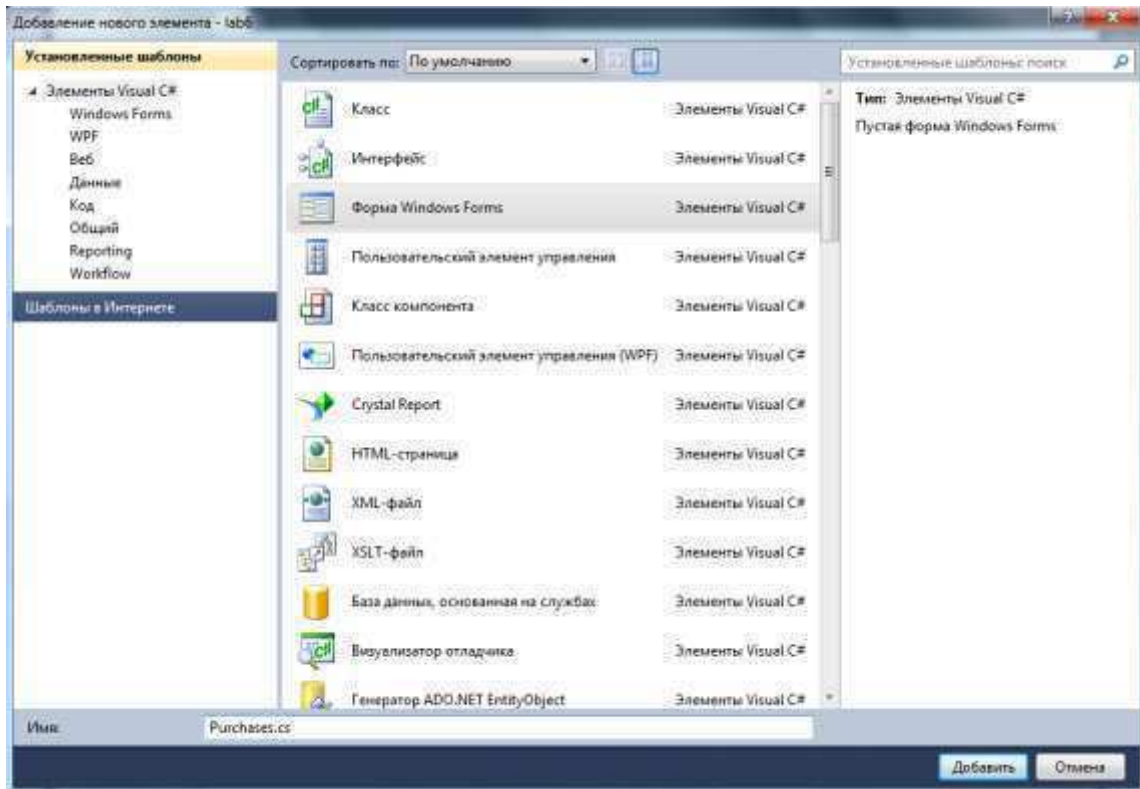 Добавление нового элемента - lab6
Установленные шаблоны
Элементы Visual C#
Windows Forms
WPF
Веб
Данные
Код
Общий
Reporting
Workflow
Шаблоны в Интернете
Сортировать по: По умолчанию
Класс Элементы Visual C#
Интерфейс Элементы Visual C#
Форма Windows Forms Элементы Visual C#
Пользовательский элемент управления Элементы Visual C#
Класс компонента Элементы Visual C#
Пользовательский элемент управления (WPF) Элементы Visual C#
Crystal Report Элементы Visual C#
HTML-страница Элементы Visual C#
XML-файл Элементы Visual C#
XSLT-файл Элементы Visual C#
База данных, основанная на службах Элементы Visual C#
Визуализатор отладчика Элементы Visual C#
Генератор ADO.NET EntityObject Элементы Visual C#
Установленные шаблоны: поиск
Тип: Элементы Visual C#
Пустая форма Windows Forms
Имя: Purchases.cs
Добавить Отмена